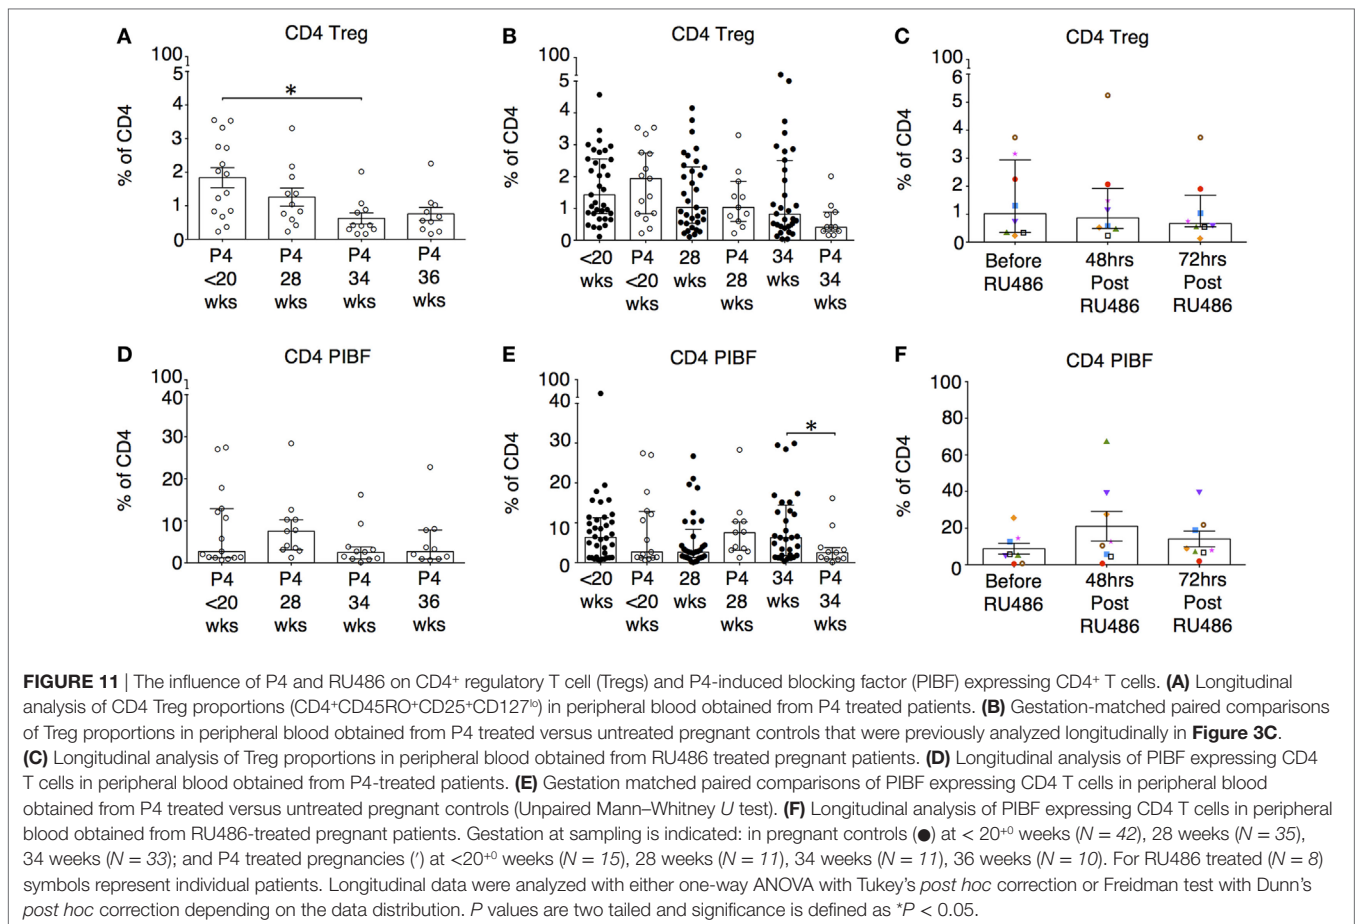 A
CD4 Treg
% of CD4
100
5
4
3
2
1
0
*
P4 <20 wks
P4 28 wks
P4 34 wks
P4 36 wks
B
CD4 Treg
% of CD4
100
5
4
3
2
1
0
<20 wks
P4 <20 wks
28 wks
P4 28 wks
34 wks
P4 34 wks
C
CD4 Treg
% of CD4
100
6
5
4
3
2
1
0
Before RU486
48hrs Post RU486
72hrs Post RU486
D
CD4 PIBF
% of CD4
100
40
30
20
10
0
P4 <20 wks
P4 28 wks
P4 34 wks
P4 36 wks
E
CD4 PIBF
% of CD4
100
40
30
20
10
0
*
<20 wks
P4 <20 wks
28 wks
P4 28 wks
34 wks
P4 34 wks
F
CD4 PIBF
% of CD4
100
80
60
40
20
0
Before RU486
48hrs Post RU486
72hrs Post RU486
FIGURE 11 | The influence of P4 and RU486 on CD4⁺ regulatory T cell (Tregs) and P4-induced blocking factor (PIBF) expressing CD4⁺ T cells. (A) Longitudinal
analysis of CD4 Treg proportions (CD4⁺CD45RO⁺CD25⁺CD127ˡᵒ) in peripheral blood obtained from P4 treated patients. (B) Gestation-matched paired comparisons
of Treg proportions in peripheral blood obtained from P4 treated versus untreated pregnant controls that were previously analyzed longitudinally in Figure 3C.
(C) Longitudinal analysis of Treg proportions in peripheral blood obtained from RU486 treated pregnant patients. (D) Longitudinal analysis of PIBF expressing CD4
T cells in peripheral blood obtained from P4-treated patients. (E) Gestation matched paired comparisons of PIBF expressing CD4 T cells in peripheral blood
obtained from P4 treated versus untreated pregnant controls (Unpaired Mann–Whitney U test). (F) Longitudinal analysis of PIBF expressing CD4 T cells in peripheral
blood obtained from RU486-treated pregnant patients. Gestation at sampling is indicated: in pregnant controls (●) at < 20⁺⁰ weeks (N = 42), 28 weeks (N = 35),
34 weeks (N = 33); and P4 treated pregnancies (′) at <20⁺⁰ weeks (N = 15), 28 weeks (N = 11), 34 weeks (N = 11), 36 weeks (N = 10). For RU486 treated (N = 8)
symbols represent individual patients. Longitudinal data were analyzed with either one-way ANOVA with Tukey's post hoc correction or Freidman test with Dunn's
post hoc correction depending on the data distribution. P values are two tailed and significance is defined as *P < 0.05.